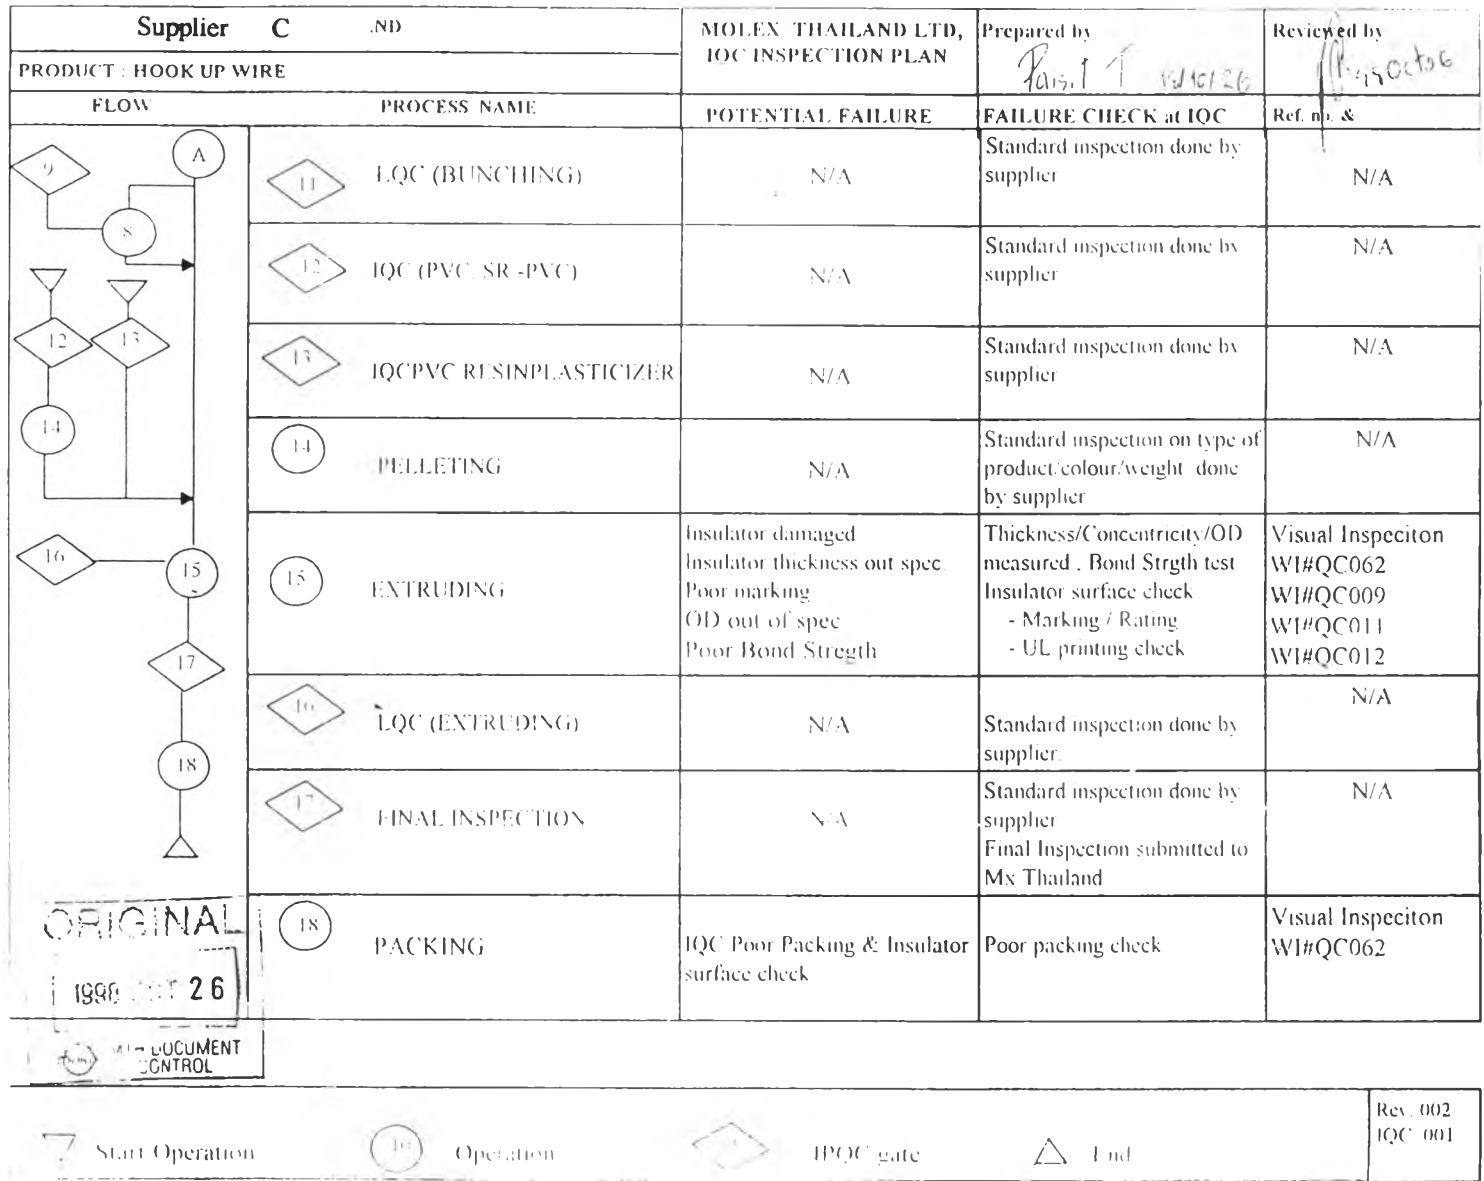 Supplier C .ND
MOLEX THAILAND LTD,
IQC INSPECTION PLAN
Prepared by
Reviewed by
PRODUCT : HOOK UP WIRE
FLOW
PROCESS NAME
POTENTIAL FAILURE
FAILURE CHECK at IQC
Ref. no. &
A
9
8
12
13
14
16
15
17
18
11
LQC (BUNCHING)
N/A
Standard inspection done by
supplier
N/A
12
IQC (PVC, SR -PVC)
N/A
Standard inspection done by
supplier
N/A
13
IQCPVC RESINPLASTICIZER
N/A
Standard inspection done by
supplier
N/A
14
PELLETING
N/A
Standard inspection on type of
product/colour/weight done
by supplier
N/A
15
EXTRUDING
Insulator damaged
Insulator thickness out spec.
Poor marking
OD out of spec
Poor Bond Stregth
Thickness/Concentricity/OD
measured , Bond Strgth test
Insulator surface check
- Marking / Rating
- UL printing check
Visual Inspeciton
WI#QC062
WI#QC009
WI#QC011
WI#QC012
16
LQC (EXTRUDING)
N/A
Standard inspection done by
supplier.
N/A
17
FINAL INSPECTION
N/A
Standard inspection done by
supplier
Final Inspection submitted to
Mx Thailand
N/A
18
PACKING
IQC Poor Packing & Insulator
surface check
Poor packing check
Visual Inspeciton
WI#QC062
ORIGINAL
26
DOCUMENT
CONTROL
Start Operation
10
Operation
IPQC gate
End
Rev. 002
IQC 001